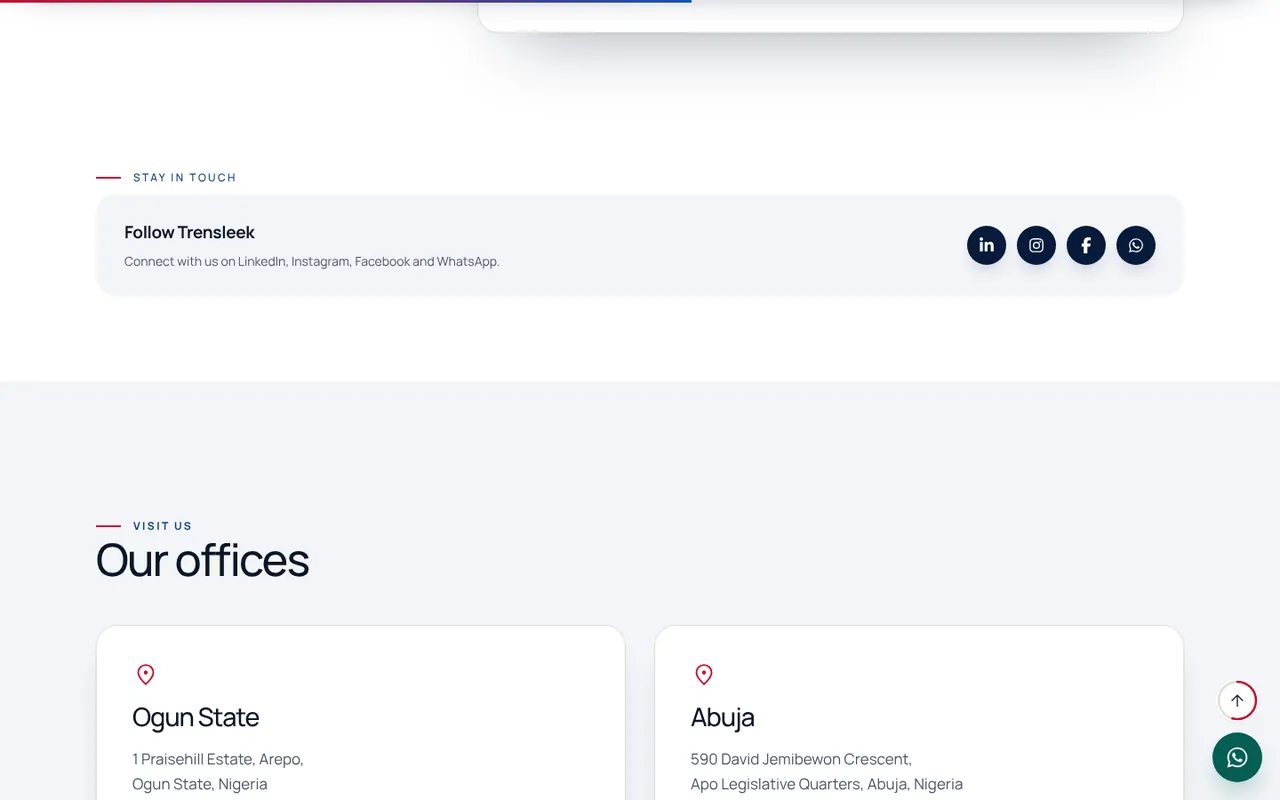 STAY IN TOUCH
Follow Trensleek
Connect with us on LinkedIn, Instagram, Facebook and WhatsApp.
VISIT US
Our offices
Ogun State
1 Praisehill Estate, Arepo,
Ogun State, Nigeria
Abuja
590 David Jemibewon Crescent,
Apo Legislative Quarters, Abuja, Nigeria